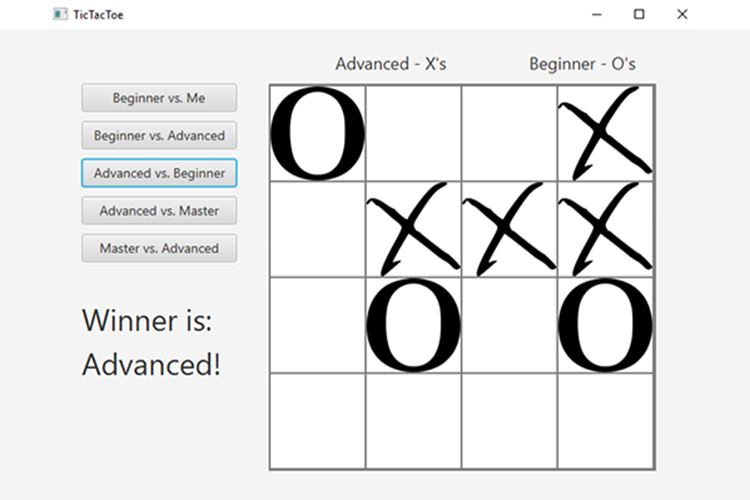 TicTacToe
Advanced - X's Beginner - O's
Beginner vs. Me
Beginner vs. Advanced
Advanced vs. Beginner
Advanced vs. Master
Master vs. Advanced
Winner is:
Advanced!
O X
X X X
O O